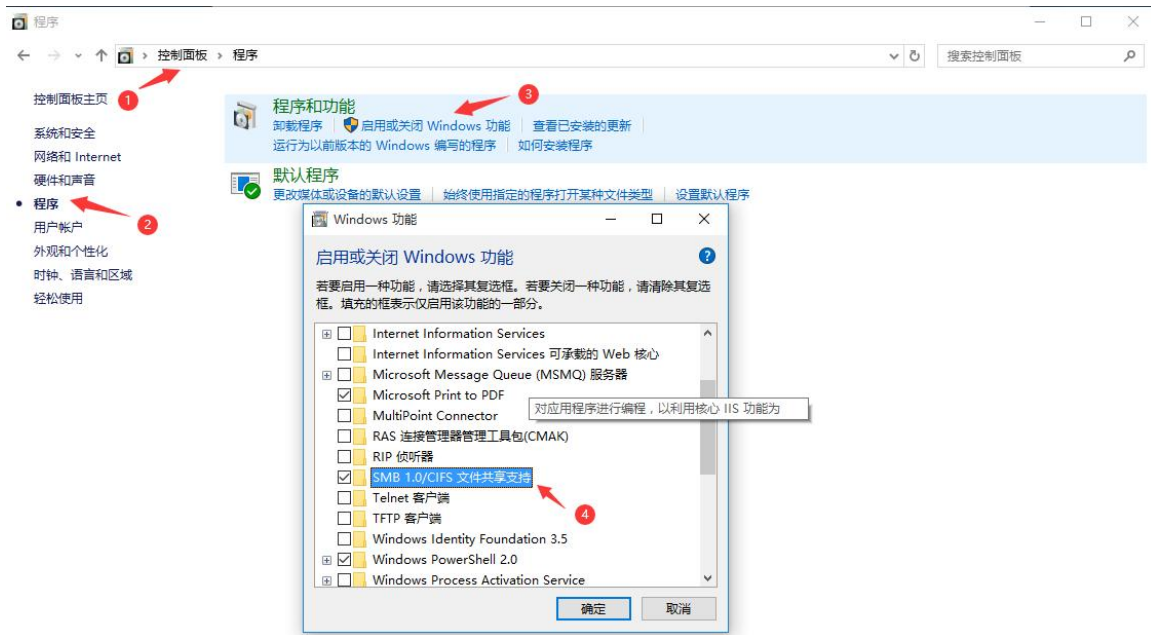 程序
控制面板 › 程序
搜索控制面板
控制面板主页
1
系统和安全
网络和 Internet
硬件和声音
程序
2
用户帐户
外观和个性化
时钟、语言和区域
轻松使用
程序和功能
3
卸载程序 启用或关闭 Windows 功能 查看已安装的更新
运行为以前版本的 Windows 编写的程序 如何安装程序
默认程序
更改媒体或设备的默认设置 始终使用指定的程序打开某种文件类型 设置默认程序
Windows 功能
启用或关闭 Windows 功能
若要启用一种功能，请选择其复选框。若要关闭一种功能，请清除其复选
框。填充的框表示仅启用该功能的一部分。
Internet Information Services
Internet Information Services 可承载的 Web 核心
Microsoft Message Queue (MSMQ) 服务器
Microsoft Print to PDF
对应用程序进行编程，以利用核心 IIS 功能为
MultiPoint Connector
RAS 连接管理器管理工具包(CMAK)
RIP 侦听器
SMB 1.0/CIFS 文件共享支持
4
Telnet 客户端
TFTP 客户端
Windows Identity Foundation 3.5
Windows PowerShell 2.0
Windows Process Activation Service
确定 取消